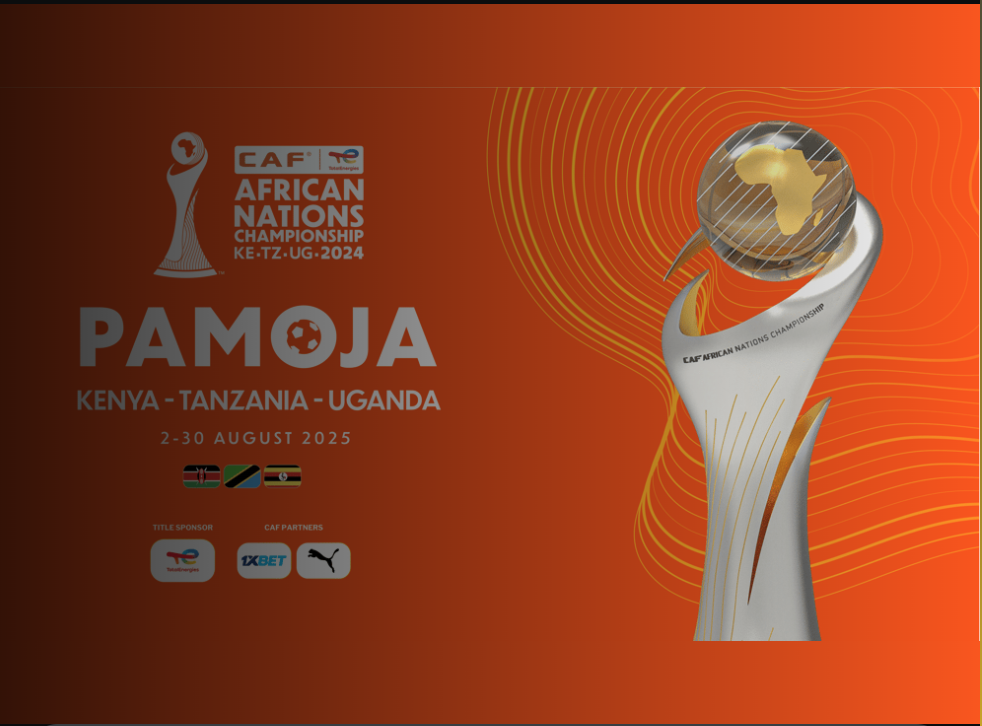 CAF TotalEnergies
AFRICAN
NATIONS
CHAMPIONSHIP
KE•TZ•UG•2024
PAMOJA
KENYA - TANZANIA - UGANDA
2-30 AUGUST 2025
TITLE SPONSOR
CAF PARTNERS
TotalEnergies
1XBET
CAF AFRICAN NATIONS CHAMPIONSHIP